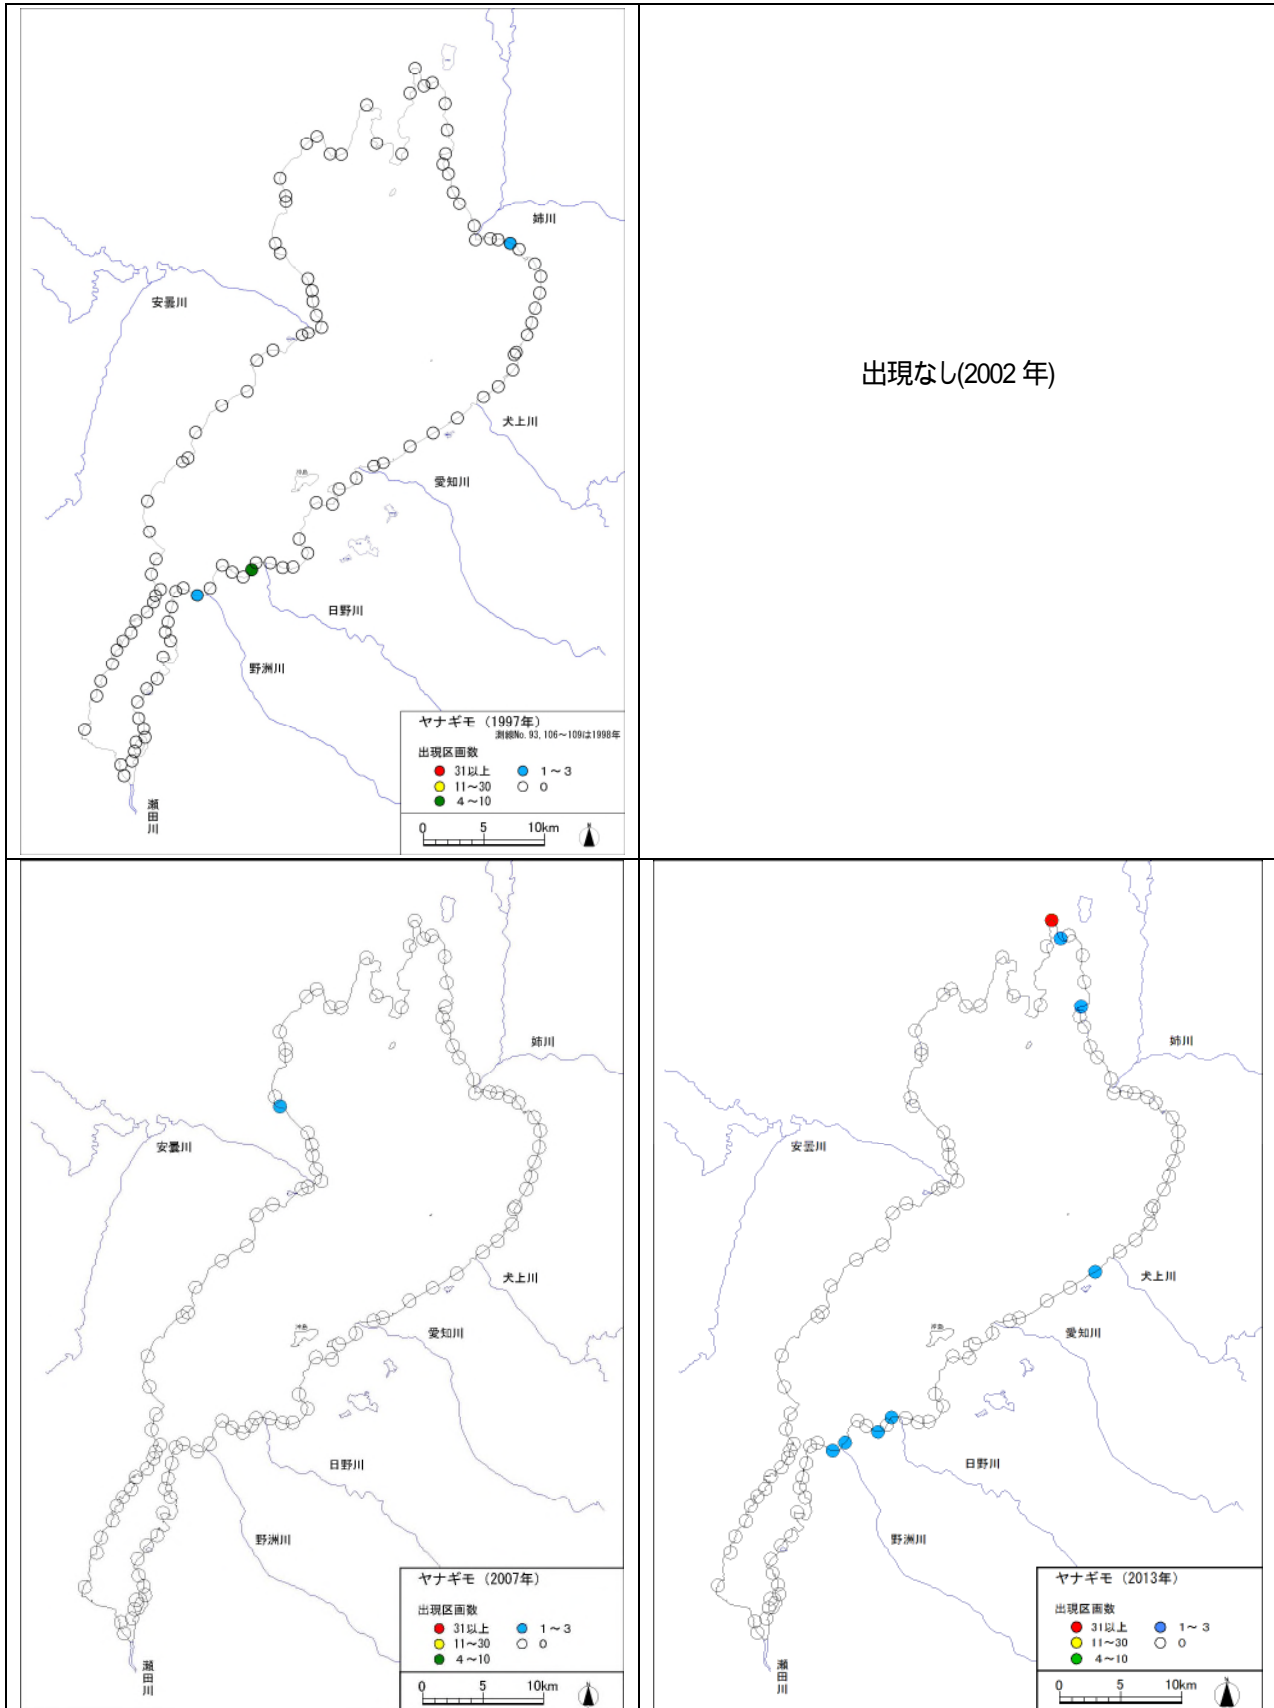 姉川
安曇川
犬上川
沖島
愛知川
日野川
野洲川
瀬田川
ヤナギモ (1997年)
測線No. 93, 106～109は1998年
出現区画数
31以上 1～3
11～30 0
4～10
0 5 10km
N
出現なし(2002 年)
姉川
安曇川
犬上川
沖島
愛知川
日野川
野洲川
瀬田川
ヤナギモ (2007年)
出現区画数
31以上 1～3
11～30 0
4～10
0 5 10km
N
姉川
安曇川
犬上川
沖島
愛知川
日野川
野洲川
瀬田川
ヤナギモ (2013年)
出現区画数
31以上 1～3
11～30 0
4～10
0 5 10km
N